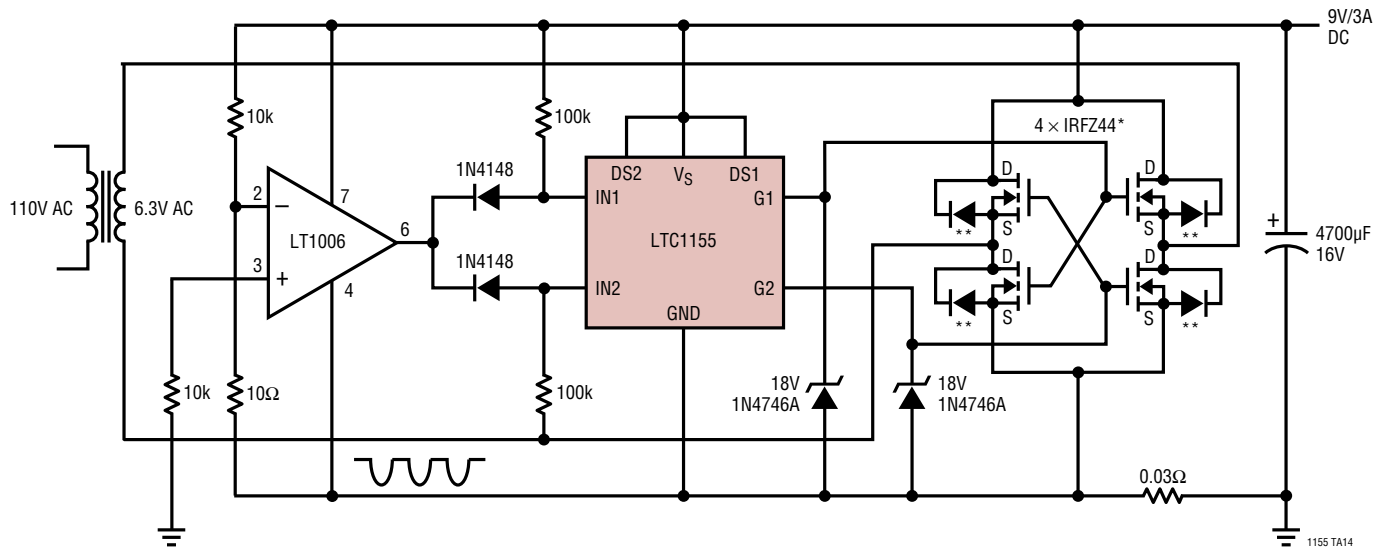 9V/3A
DC
10k
100k
4 × IRFZ44*
1N4148
DS2
VS
DS1
D
D
110V AC
6.3V AC
2
−
7
LT1006
6
IN1
G1
LTC1155
S
S
**
**
+
4700µF
16V
3
+
4
1N4148
IN2
G2
GND
D
D
S
S
**
**
10k
10Ω
100k
18V
1N4746A
18V
1N4746A
0.03Ω
1155 TA14